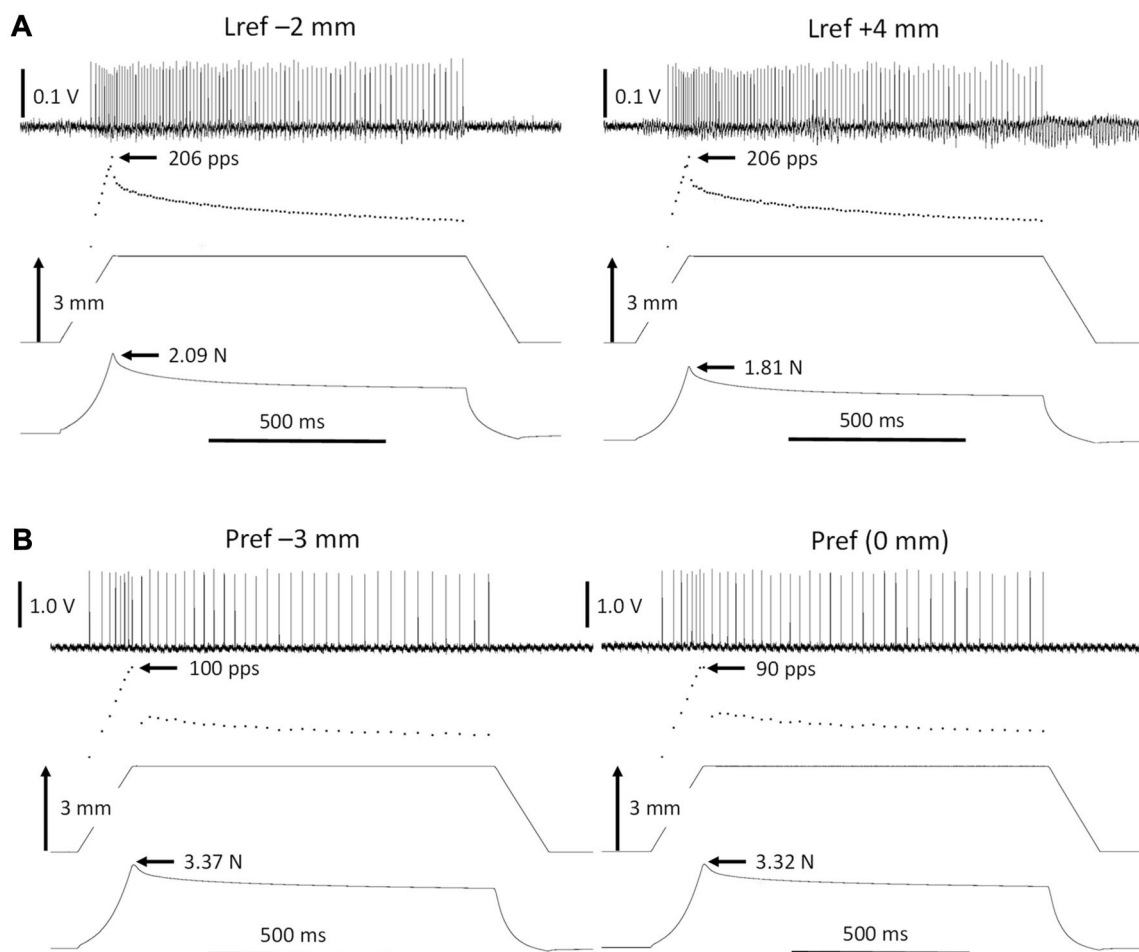 A
Lref –2 mm
Lref +4 mm
0.1 V
0.1 V
206 pps
206 pps
3 mm
3 mm
2.09 N
1.81 N
500 ms
500 ms
B
Pref –3 mm
Pref (0 mm)
1.0 V
1.0 V
100 pps
90 pps
3 mm
3 mm
3.37 N
3.32 N
500 ms
500 ms